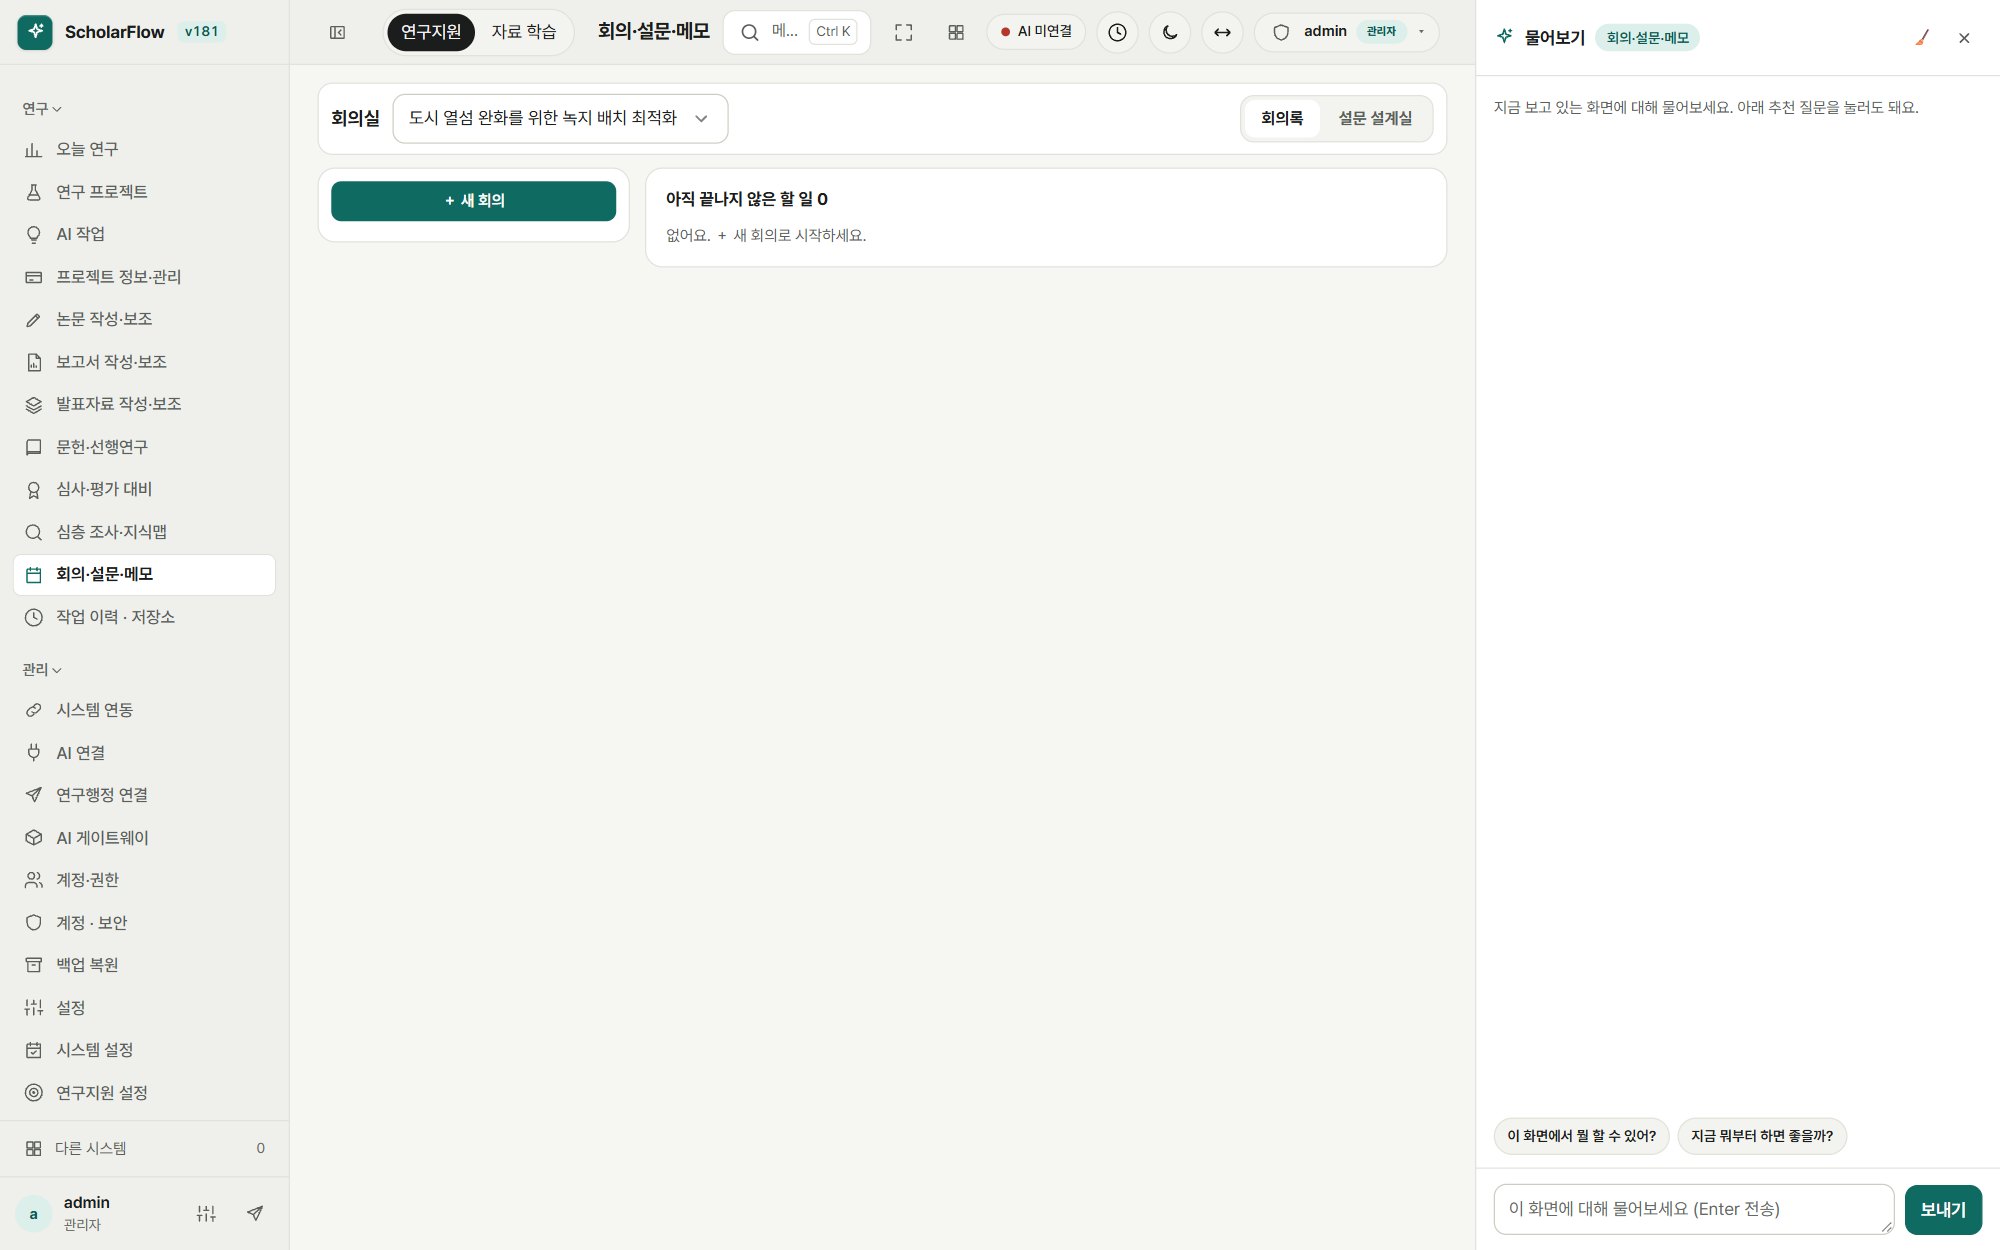 ScholarFlow v181
연구
오늘 연구
연구 프로젝트
AI 작업
프로젝트 정보·관리
논문 작성·보조
보고서 작성·보조
발표자료 작성·보조
문헌·선행연구
심사·평가 대비
심층 조사·지식맵
회의·설문·메모
작업 이력 · 저장소
관리
시스템 연동
AI 연결
연구행정 연결
AI 게이트웨이
계정·권한
계정 · 보안
백업 복원
설정
시스템 설정
연구지원 설정
다른 시스템 0
a admin
관리자
연구지원 자료 학습 회의·설문·메모 메... Ctrl K AI 미연결 admin 관리자
회의실 도시 열섬 완화를 위한 녹지 배치 최적화 회의록 설문 설계실
+ 새 회의
아직 끝나지 않은 할 일 0
없어요. + 새 회의로 시작하세요.
물어보기 회의·설문·메모
지금 보고 있는 화면에 대해 물어보세요. 아래 추천 질문을 눌러도 돼요.
이 화면에서 뭘 할 수 있어? 지금 뭐부터 하면 좋을까?
이 화면에 대해 물어보세요 (Enter 전송) 보내기